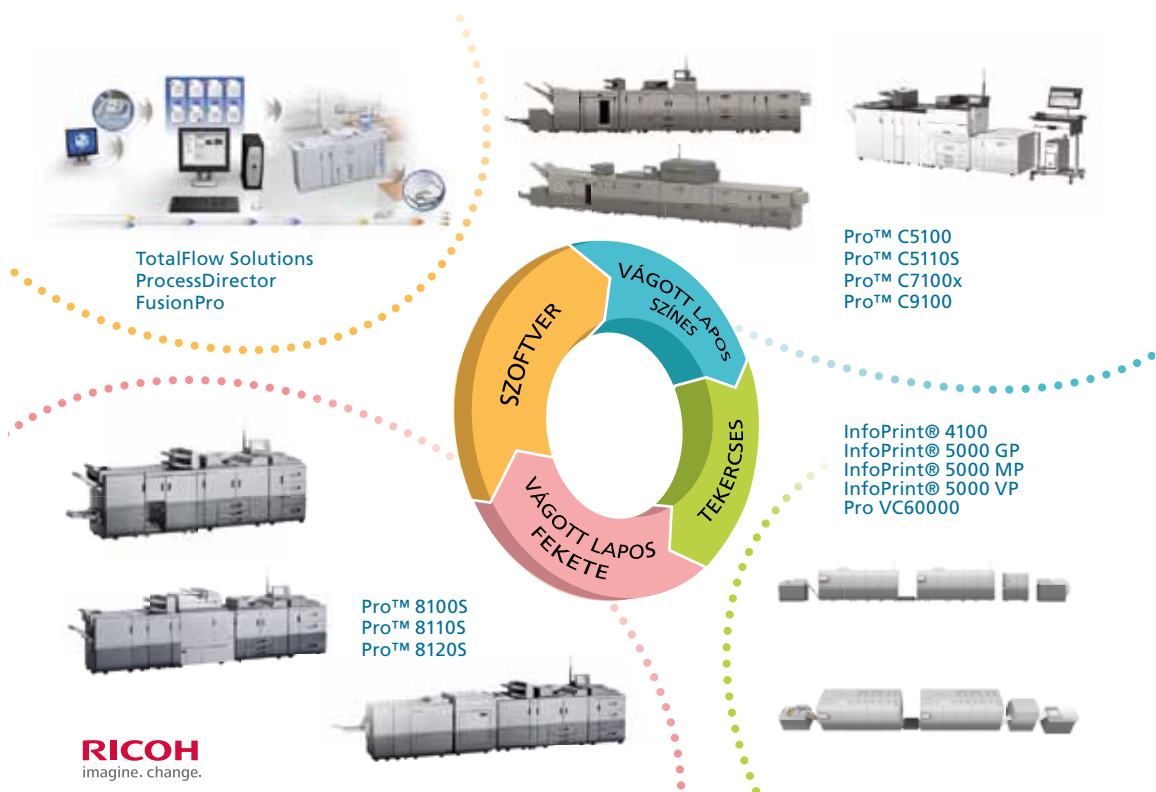 TotalFlow Solutions
ProcessDirector
FusionPro
Pro™ C5100
Pro™ C5110S
Pro™ C7100x
Pro™ C9100
SZOFTVER
VÁGOTT LAPOS
SZÍNES
TEKERCSES
VÁGOTT LAPOS
FEKETE
InfoPrint® 4100
InfoPrint® 5000 GP
InfoPrint® 5000 MP
InfoPrint® 5000 VP
Pro VC60000
Pro™ 8100S
Pro™ 8110S
Pro™ 8120S
RICOH
imagine. change.